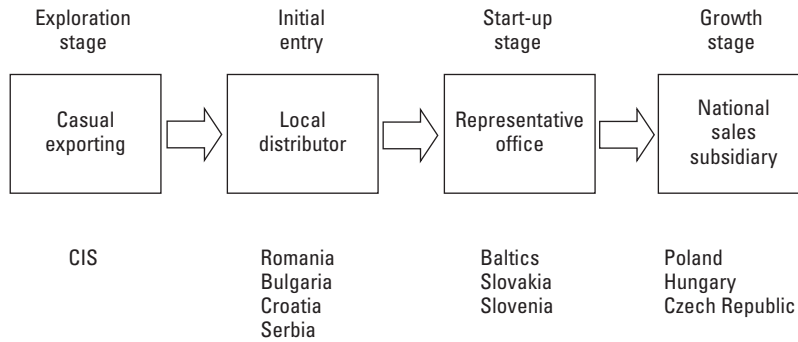 Exploration
stage
Initial
entry
Start-up
stage
Growth
stage
Casual
exporting
Local
distributor
Representative
office
National
sales
subsidiary
CIS
Romania
Bulgaria
Croatia
Serbia
Baltics
Slovakia
Slovenia
Poland
Hungary
Czech Republic